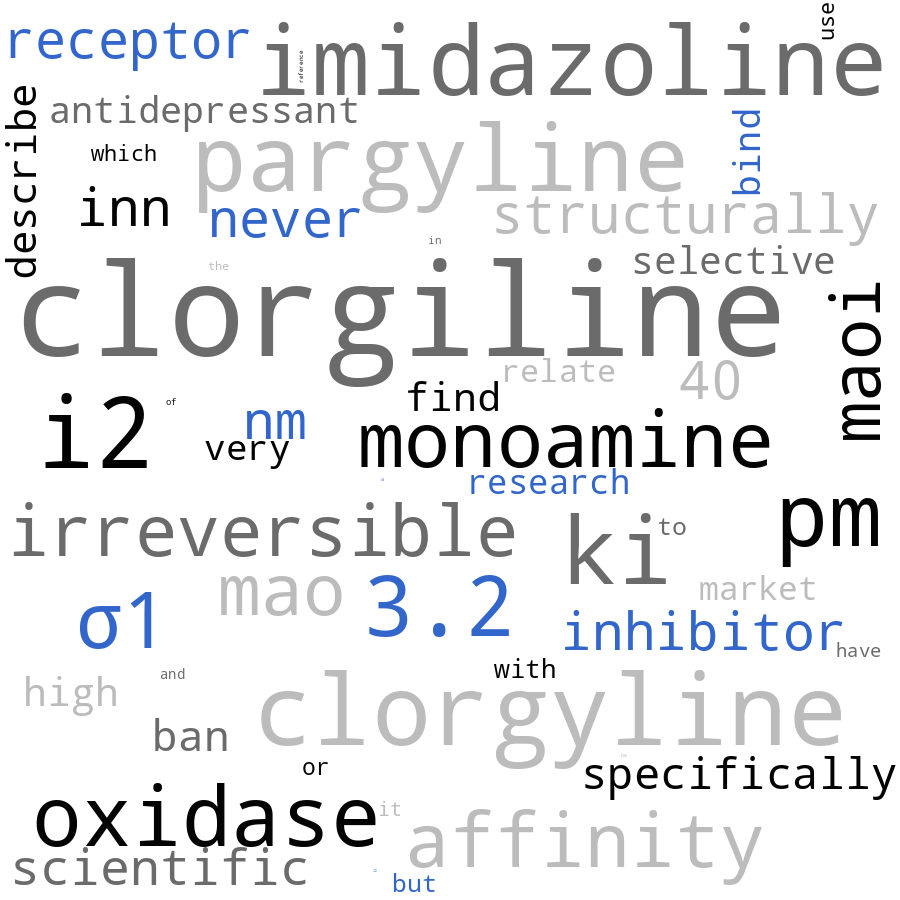 use
receptor
imidazoline
reference
describe
antidepressant
bind
which
pargyline
inn
never
structurally
in
the
selective
clorgiline
maoi
relate
40
find
i2
of
nm
very
monoamine
research
pm
irreversible
ki
to
mao
3.2
market
σ1
inhibitor
have
and
with
high
clorgyline
ban
or
specifically
oxidase
it
affinity
scientific
but